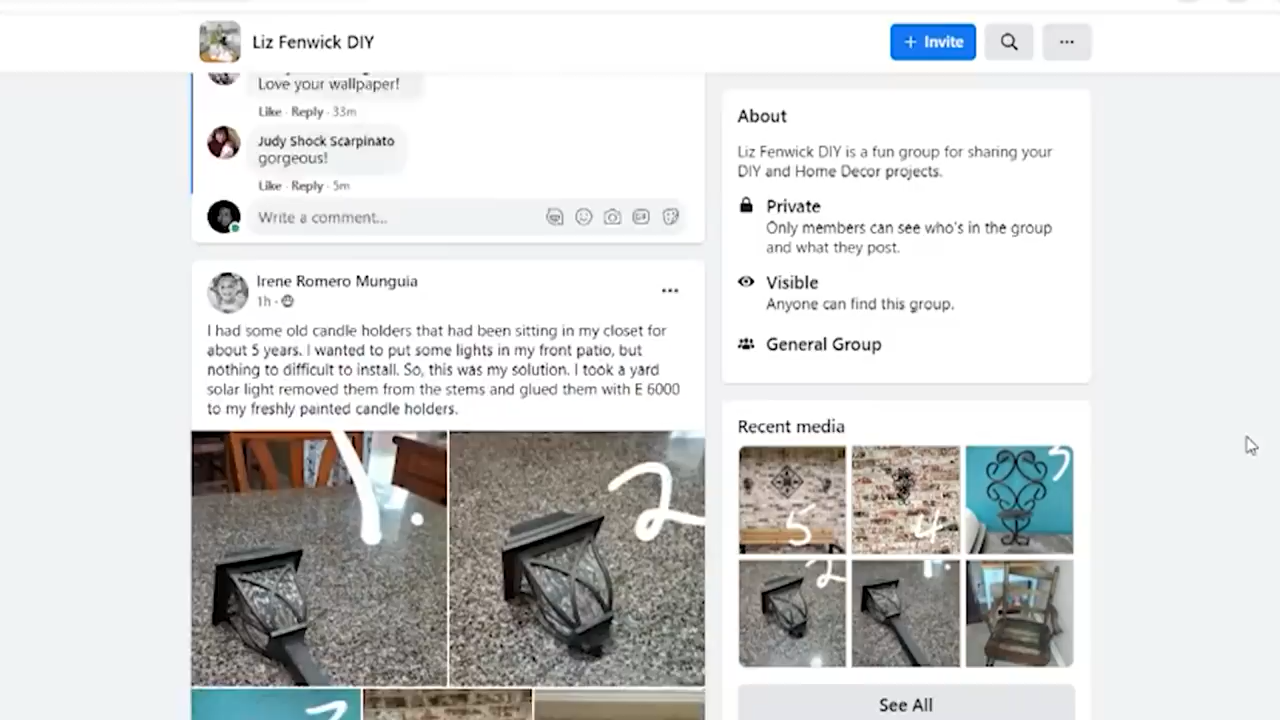 Liz Fenwick DIY
+ Invite
Love your wallpaper!
Like · Reply · 33m
Judy Shock Scarpinato
gorgeous!
Like · Reply · 5m
Write a comment...
GIF
Irene Romero Munguia
1h ·
I had some old candle holders that had been sitting in my closet for
about 5 years. I wanted to put some lights in my front patio, but
nothing to difficult to install. So, this was my solution. I took a yard
solar light removed them from the stems and glued them with E 6000
to my freshly painted candle holders.
1.
2
3
About
Liz Fenwick DIY is a fun group for sharing your
DIY and Home Decor projects.
Private
Only members can see who's in the group
and what they post.
Visible
Anyone can find this group.
General Group
Recent media
5
4
3
2
1.
See All